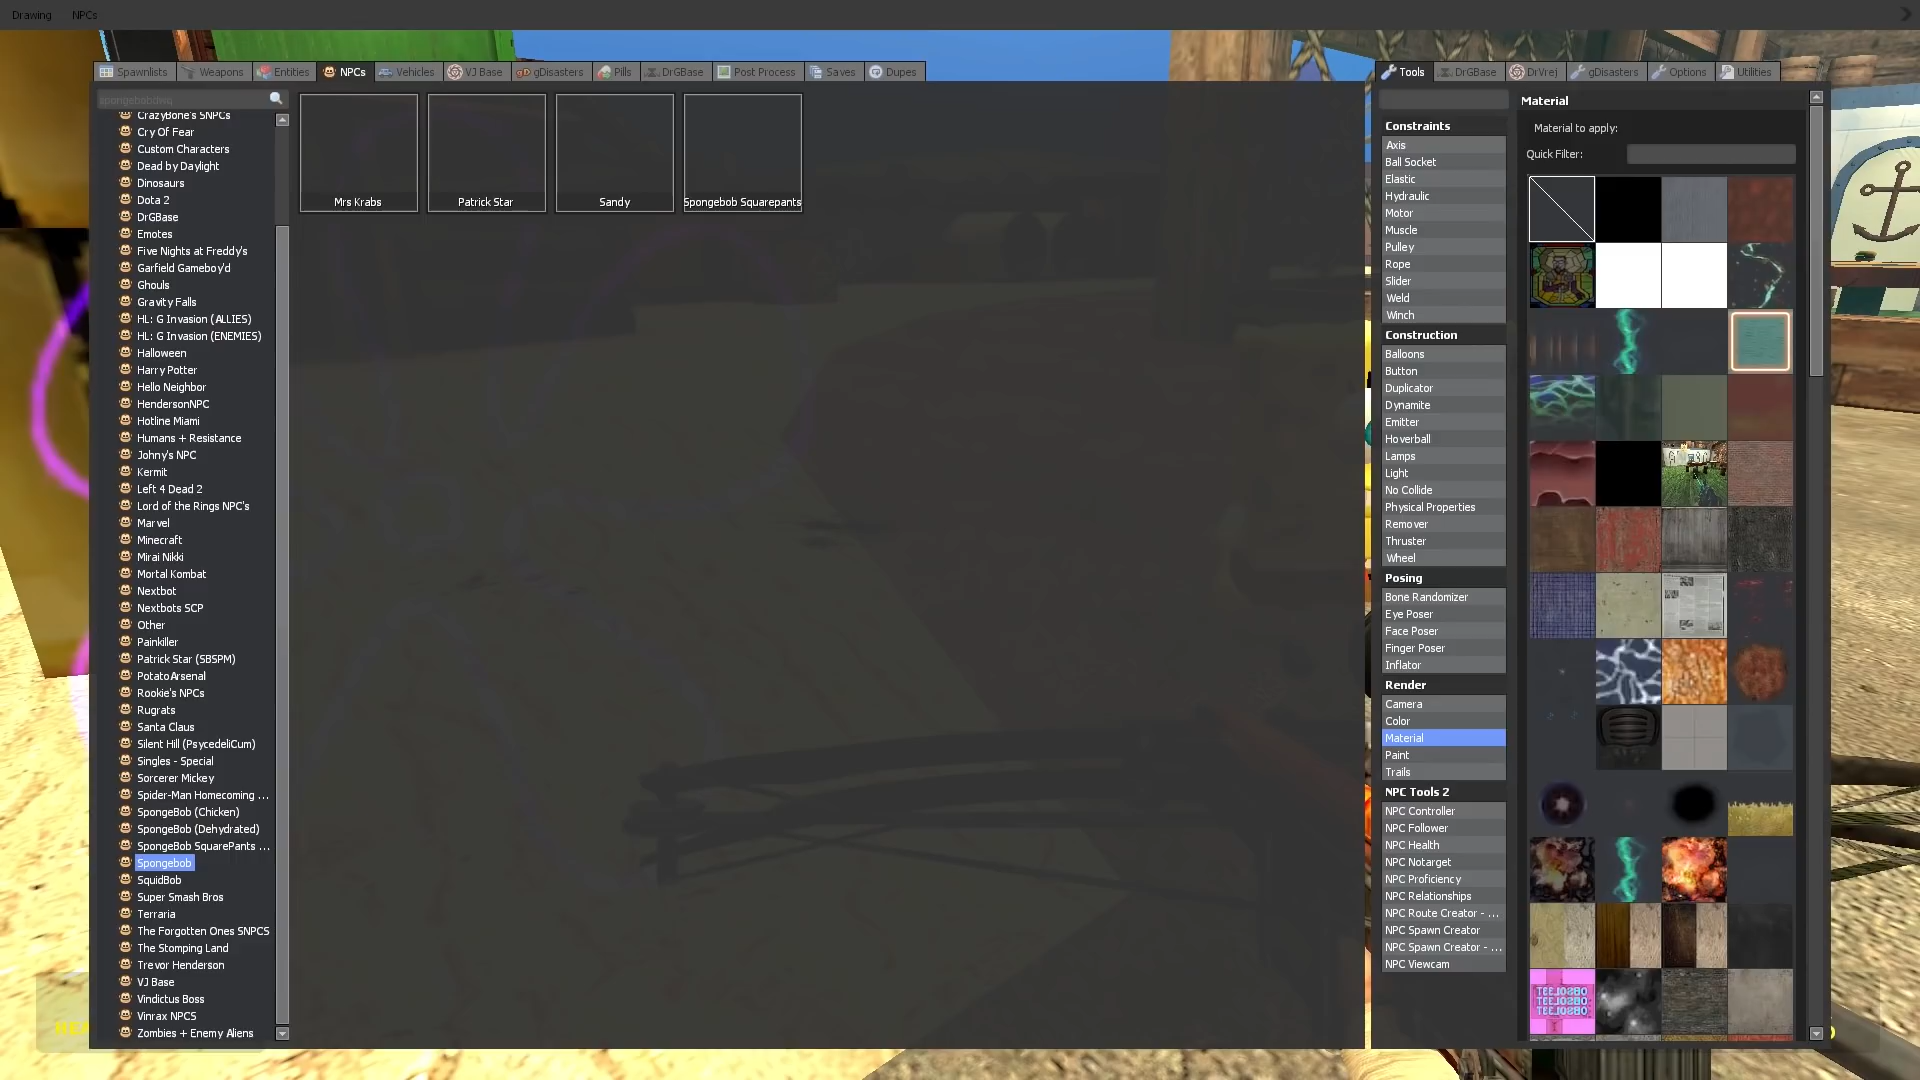 Drawing NPCs
Spawnlists Weapons Entities NPCs Vehicles VJ Base gDisasters Pills DrGBase Post Process Saves Dupes
spongebobdwq
CrazyBone's SNPCs
Cry Of Fear
Custom Characters
Dead by Daylight
Dinosaurs
Dota 2
DrGBase
Emotes
Five Nights at Freddy's
Garfield Gameboy'd
Ghouls
Gravity Falls
HL: G Invasion (ALLIES)
HL: G Invasion (ENEMIES)
Halloween
Harry Potter
Hello Neighbor
HendersonNPC
Hotline Miami
Humans + Resistance
Johny's NPC
Kermit
Left 4 Dead 2
Lord of the Rings NPC's
Marvel
Minecraft
Mirai Nikki
Mortal Kombat
Nextbot
Nextbots SCP
Other
Painkiller
Patrick Star (SBSPM)
PotatoArsenal
Rookie's NPCs
Rugrats
Santa Claus
Silent Hill (PsycedeliCum)
Singles - Special
Sorcerer Mickey
Spider-Man Homecoming ...
SpongeBob (Chicken)
SpongeBob (Dehydrated)
SpongeBob SquarePants ...
Spongebob
SquidBob
Super Smash Bros
Terraria
The Forgotten Ones SNPCS
The Stomping Land
Trevor Henderson
VJ Base
Vindictus Boss
Vinrax NPCS
Zombies + Enemy Aliens
Mrs Krabs
Patrick Star
Sandy
Spongebob Squarepants
Tools DrGBase DrVrej gDisasters Options Utilities
Constraints
Axis
Ball Socket
Elastic
Hydraulic
Motor
Muscle
Pulley
Rope
Slider
Weld
Winch
Construction
Balloons
Button
Duplicator
Dynamite
Emitter
Hoverball
Lamps
Light
No Collide
Physical Properties
Remover
Thruster
Wheel
Posing
Bone Randomizer
Eye Poser
Face Poser
Finger Poser
Inflator
Render
Camera
Color
Material
Paint
Trails
NPC Tools 2
NPC Controller
NPC Follower
NPC Health
NPC Notarget
NPC Proficiency
NPC Relationships
NPC Route Creator - ...
NPC Spawn Creator
NPC Spawn Creator - ...
NPC Viewcam
Material
Material to apply:
Quick Filter: